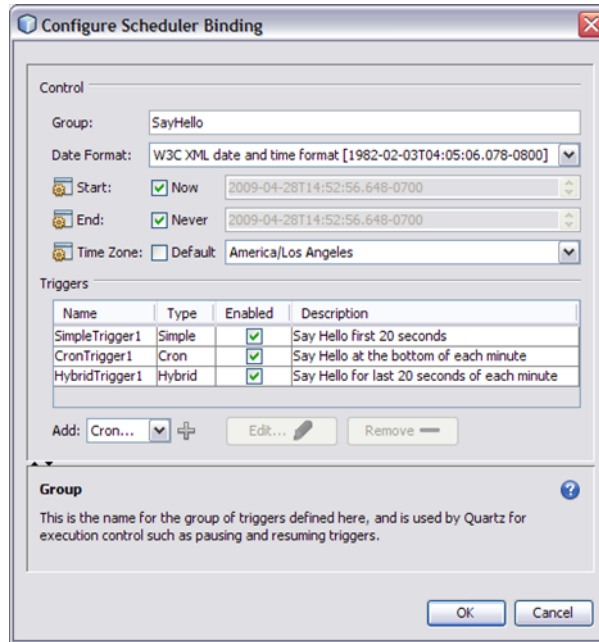 Configure Scheduler Binding
Control
Group: SayHello
Date Format: W3C XML date and time format [1982-02-03T04:05:06.078-0800]
Start: Now 2009-04-28T14:52:56.648-0700
End: Never 2009-04-28T14:52:56.648-0700
Time Zone: Default America/Los Angeles
Triggers
Name Type Enabled Description
SimpleTrigger1 Simple Say Hello first 20 seconds
CronTrigger1 Cron Say Hello at the bottom of each minute
HybridTrigger1 Hybrid Say Hello for last 20 seconds of each minute
Add: Cron... Edit... Remove
Group
This is the name for the group of triggers defined here, and is used by Quartz for
execution control such as pausing and resuming triggers.
OK Cancel